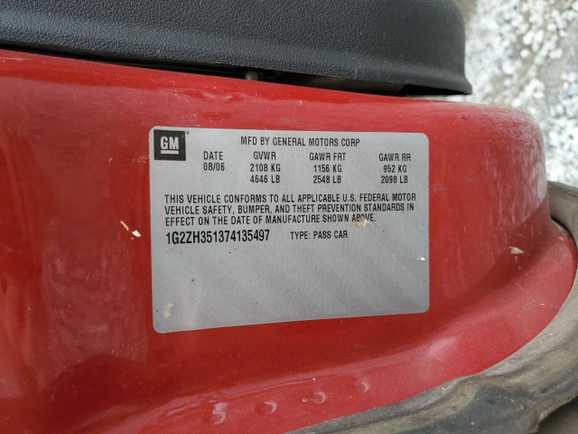 GM
MFD BY GENERAL MOTORS CORP
DATE GVWR GAWR FRT GAWR RR
08/06 2108 KG 1156 KG 952 KG
4646 LB 2548 LB 2098 LB
THIS VEHICLE CONFORMS TO ALL APPLICABLE U.S. FEDERAL MOTOR
VEHICLE SAFETY, BUMPER, AND THEFT PREVENTION STANDARDS
IN EFFECT ON THE DATE OF MANUFACTURE SHOWN ABOVE.
1G2ZH351374135497 TYPE: PASS CAR